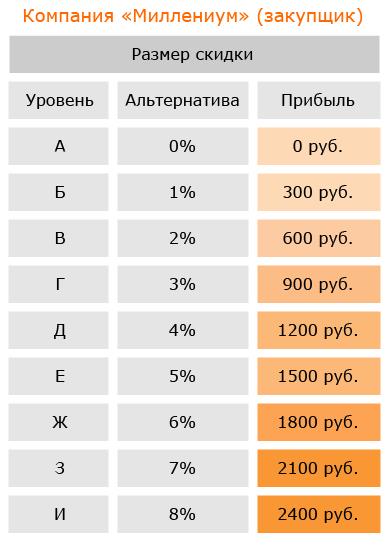 Компания «Миллениум» (закупщик)
Размер скидки
Уровень Альтернатива Прибыль
А 0% 0 руб.
Б 1% 300 руб.
В 2% 600 руб.
Г 3% 900 руб.
Д 4% 1200 руб.
Е 5% 1500 руб.
Ж 6% 1800 руб.
З 7% 2100 руб.
И 8% 2400 руб.